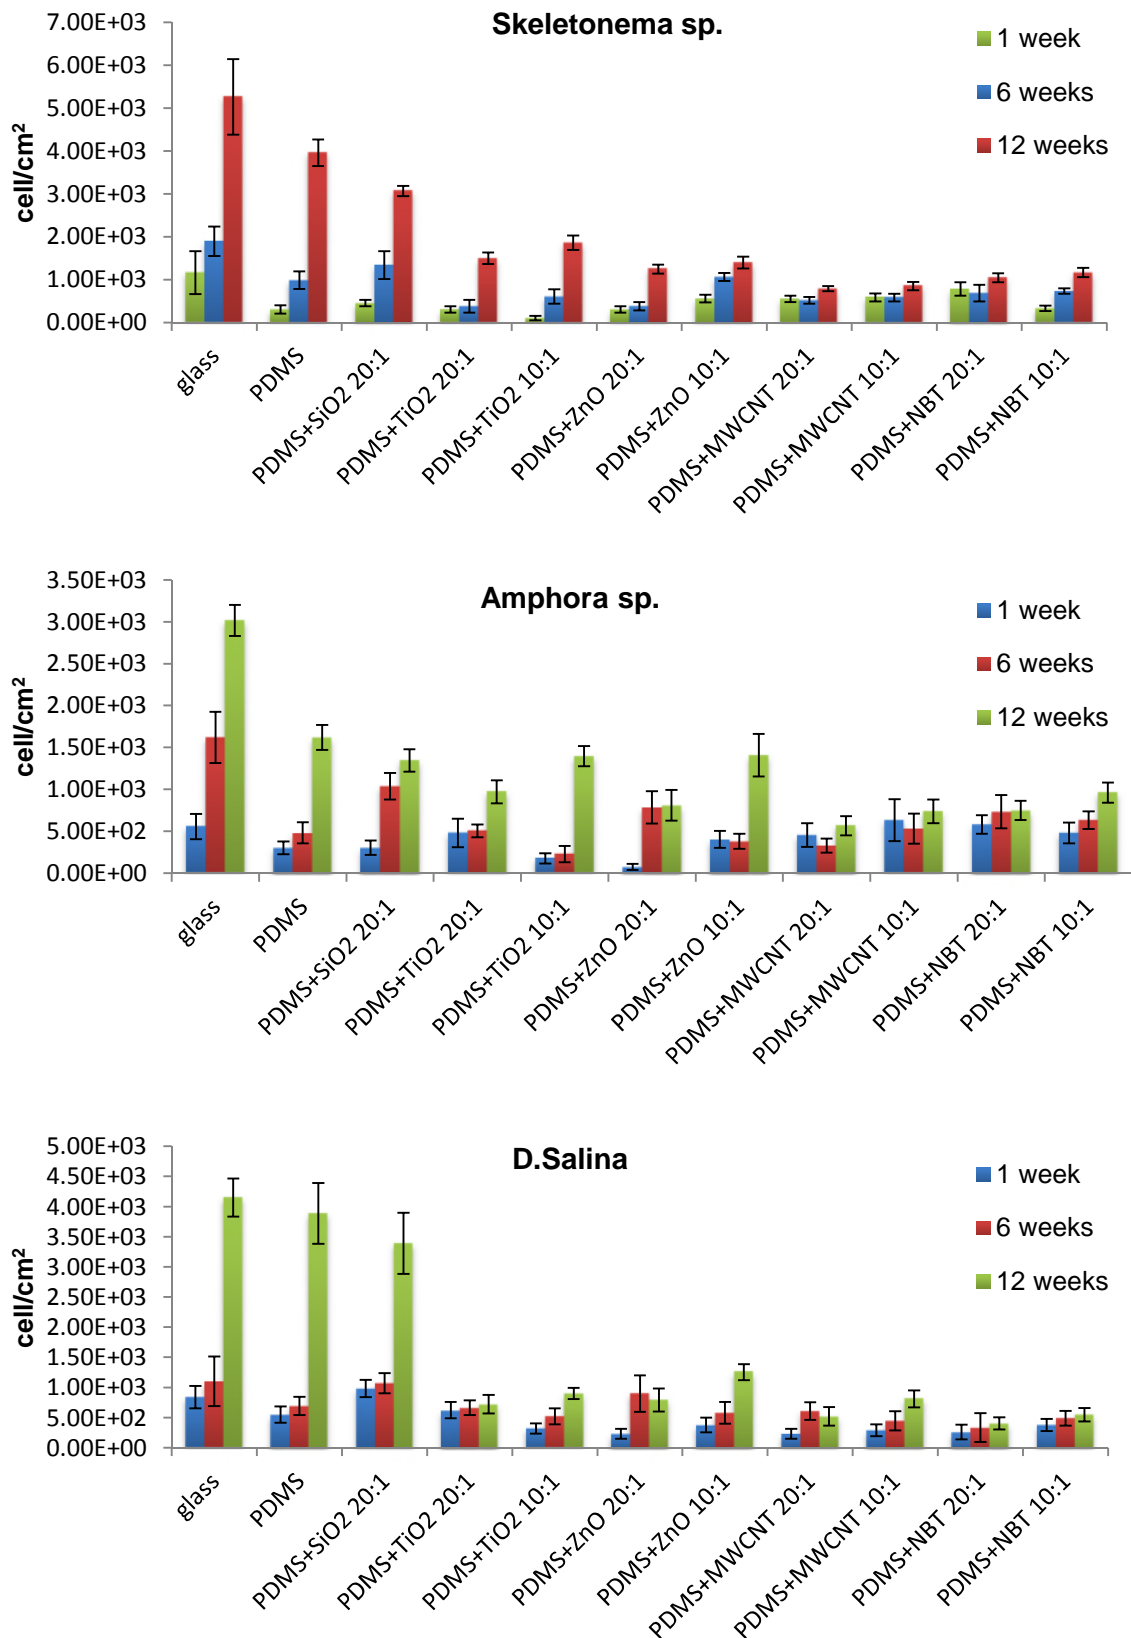 Skeletonema sp.
7.00E+03
6.00E+03
5.00E+03
4.00E+03
3.00E+03
2.00E+03
1.00E+03
0.00E+00
cell/cm²
1 week
6 weeks
12 weeks
glass
PDMS
PDMS+SiO2 20:1
PDMS+TiO2 20:1
PDMS+TiO2 10:1
PDMS+ZnO 20:1
PDMS+ZnO 10:1
PDMS+MWCNT 20:1
PDMS+MWCNT 10:1
PDMS+NBT 20:1
PDMS+NBT 10:1
Amphora sp.
3.50E+03
3.00E+03
2.50E+03
2.00E+03
1.50E+03
1.00E+03
5.00E+02
0.00E+00
cell/cm²
1 week
6 weeks
12 weeks
glass
PDMS
PDMS+SiO2 20:1
PDMS+TiO2 20:1
PDMS+TiO2 10:1
PDMS+ZnO 20:1
PDMS+ZnO 10:1
PDMS+MWCNT 20:1
PDMS+MWCNT 10:1
PDMS+NBT 20:1
PDMS+NBT 10:1
D.Salina
5.00E+03
4.50E+03
4.00E+03
3.50E+03
3.00E+03
2.50E+03
2.00E+03
1.50E+03
1.00E+03
5.00E+02
0.00E+00
cell/cm²
1 week
6 weeks
12 weeks
glass
PDMS
PDMS+SiO2 20:1
PDMS+TiO2 20:1
PDMS+TiO2 10:1
PDMS+ZnO 20:1
PDMS+ZnO 10:1
PDMS+MWCNT 20:1
PDMS+MWCNT 10:1
PDMS+NBT 20:1
PDMS+NBT 10:1